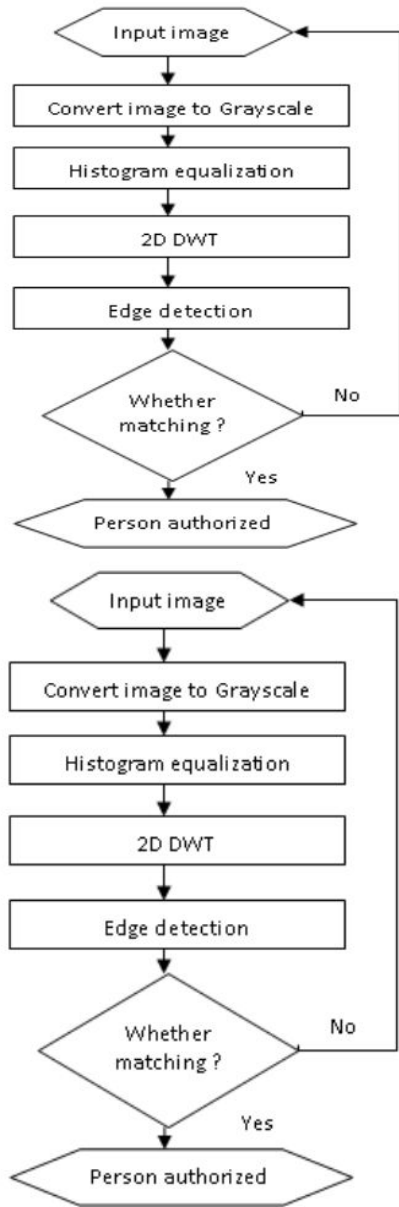 Input image
Convert image to Grayscale
Histogram equalization
2D DWT
Edge detection
Whether
matching ?
No
Yes
Person authorized
Input image
Convert image to Grayscale
Histogram equalization
2D DWT
Edge detection
Whether
matching ?
No
Yes
Person authorized